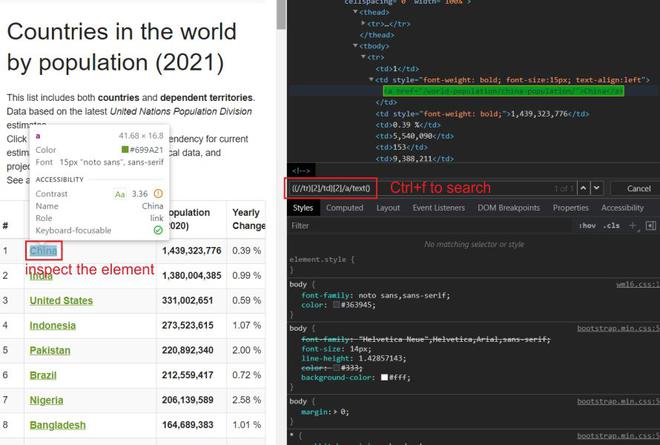 Countries in the world
by population (2021)
This list includes both countries and dependent territories.
Data based on the latest United Nations Population Division
estimates.
Click
estim
proje
See a
endency for current
cal data, and
a
41.68 × 16.8
Color #699A21
Font 15px "noto sans", sans-serif
ACCESSIBILITY
Contrast Aa 3.36
Name China
Role link
Keyboard-focusable
# opulation Yearly
2020) Change
1 China 1,439,323,776 0.39 %
inspect the element
2 India 1,380,004,385 0.99 %
3 United States 331,002,651 0.59 %
4 Indonesia 273,523,615 1.07 %
5 Pakistan 220,892,340 2.00 %
6 Brazil 212,559,417 0.72 %
7 Nigeria 206,139,589 2.58 %
8 Bangladesh 164,689,383 1.01 %
cellspacing="0" width="100%">
▼<thead>
▶<tr>…</tr>
</thead>
▼<tbody>
▼<tr>
<td>1</td>
▼<td style="font-weight: bold; font-size:15px; text-align:left">
<a href="/world-population/china-population/">China</a>
</td>
<td style="font-weight: bold;">1,439,323,776</td>
<td>0.39 %</td>
<td>5,540,090</td>
<td>153</td>
<td>9,388,211</td>
<!-->
((//tr)[2]/td)[2]/a/text()
Ctrl+f to search
1 of 1
Cancel
Styles Computed Layout Event Listeners DOM Breakpoints Properties Accessibility
Filter :hov .cls +
No matching selector or style
element.style {
}
body { wm16.css:1
font-family: noto sans,sans-serif;
color: #363945;
}
body { bootstrap.min.css:5
font-family: "Helvetica Neue",Helvetica,Arial,sans-serif;
font-size: 14px;
line-height: 1.42857143;
color: #333;
background-color: #fff;
}
body { bootstrap.min.css:5
margin:▶ 0;
}
* { bootstrap.min.css:5